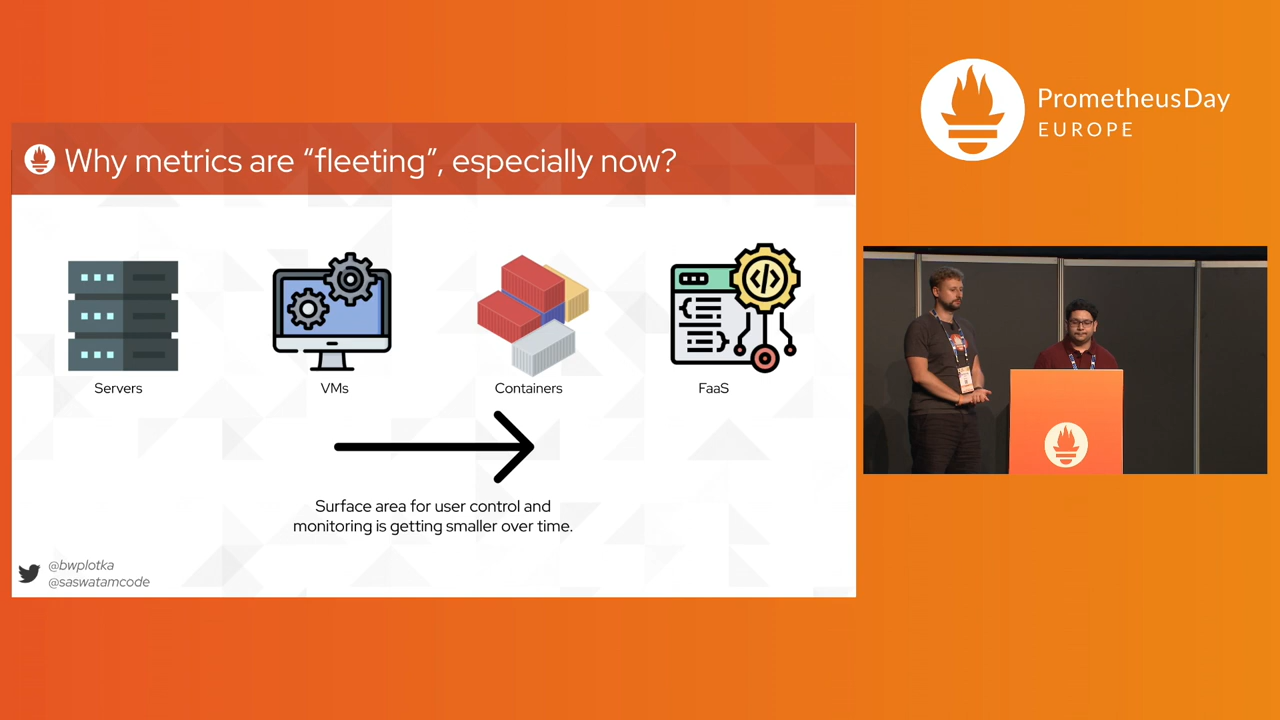 PrometheusDay
EUROPE
Why metrics are “fleeting”, especially now?
Servers
VMs
Containers
FaaS
Surface area for user control and
monitoring is getting smaller over time.
@bwplotka
@saswatamcode